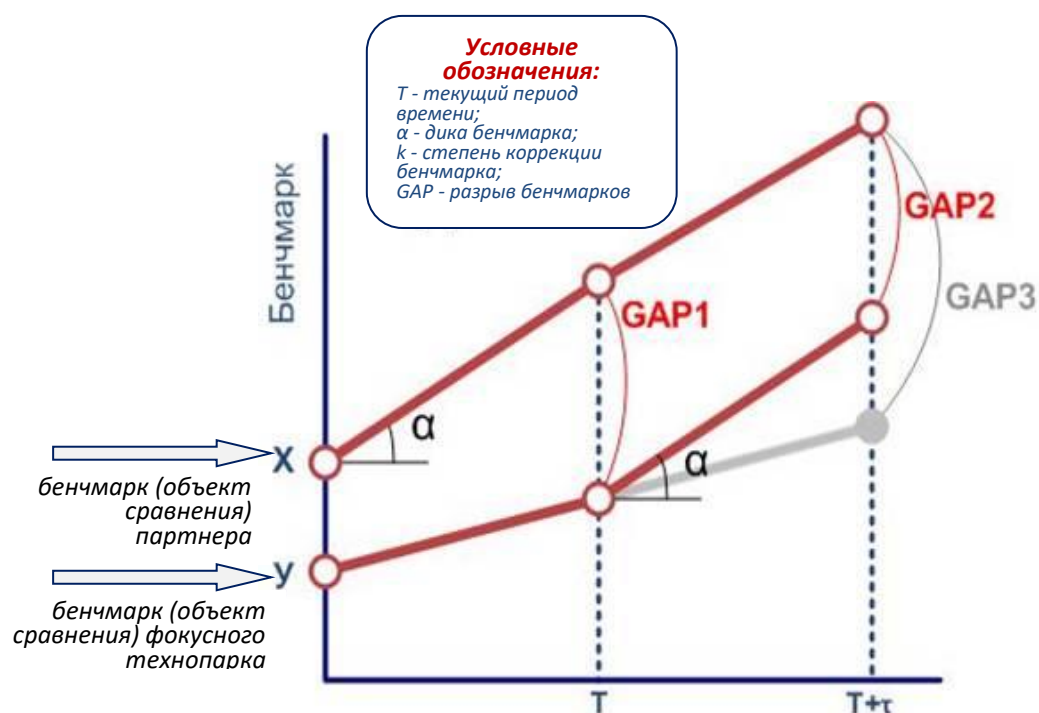 Условные
обозначения:
T - текущий период
времени;
α - дика бенчмарка;
k - степень коррекции
бенчмарка;
GAP - разрыв бенчмарков
Бенчмарк
GAP2
GAP1
GAP3
α
X
α
бенчмарк (объект
сравнения)
партнера
У
бенчмарк (объект
сравнения) фокусного
технопарка
T
T+τ